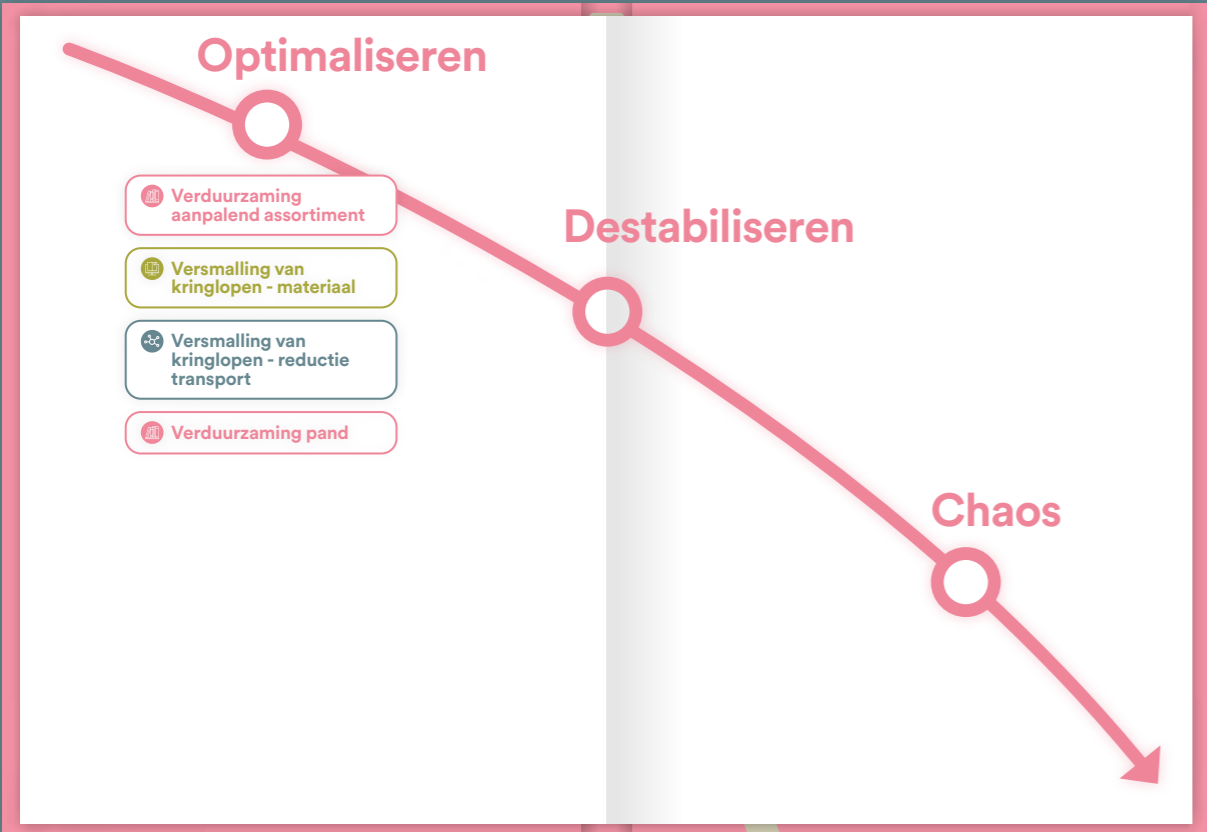 Optimaliseren
Verduurzaming
aanpalend assortiment
Versmalling van
kringlopen - materiaal
Versmalling van
kringlopen - reductie
transport
Verduurzaming pand
Destabiliseren
Chaos